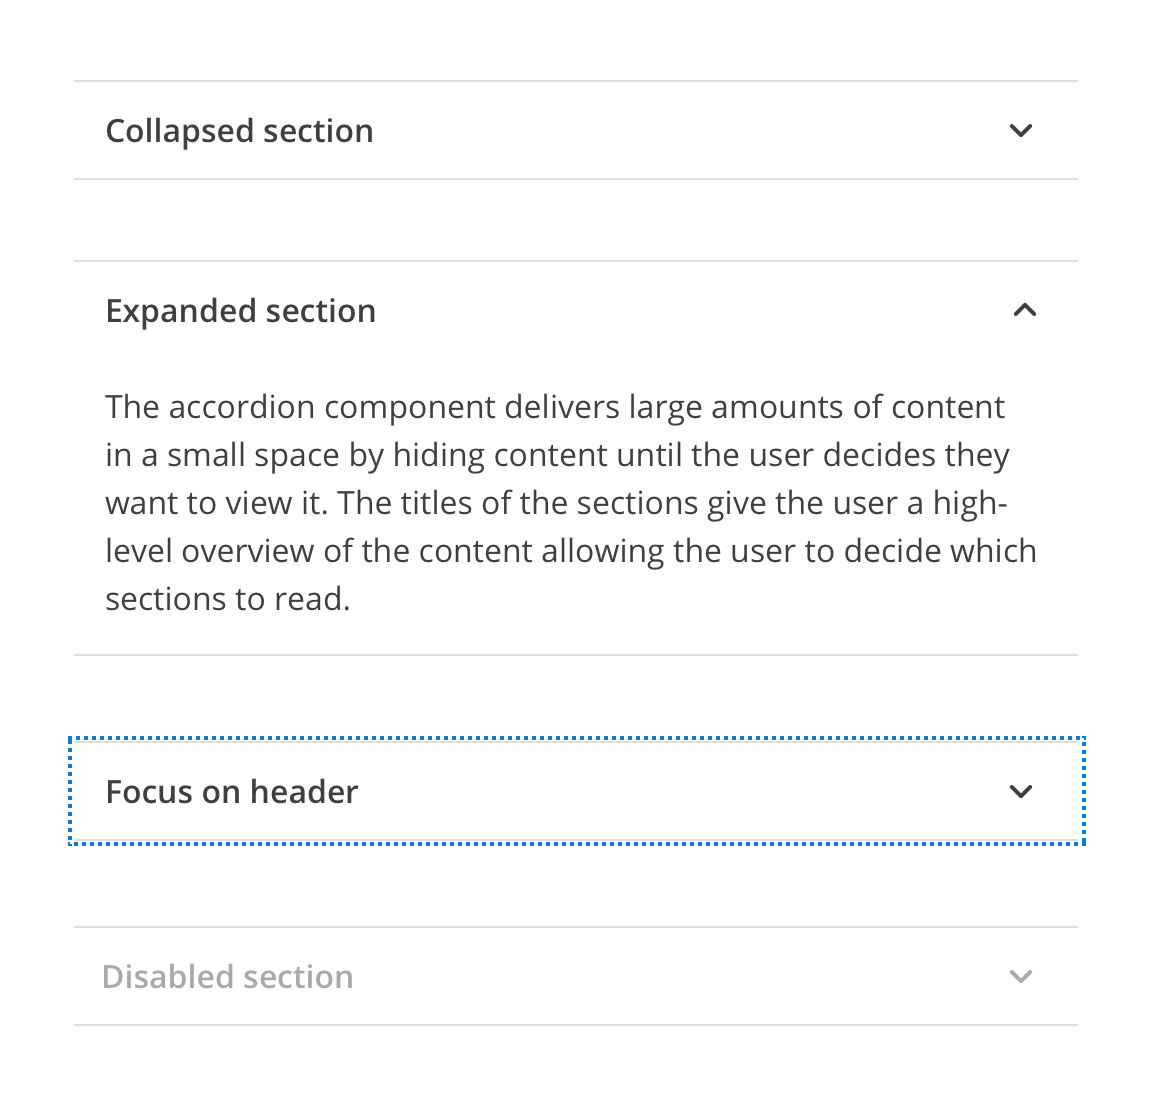 Collapsed section
Expanded section
The accordion component delivers large amounts of content
in a small space by hiding content until the user decides they
want to view it. The titles of the sections give the user a high-
level overview of the content allowing the user to decide which
sections to read.
Focus on header
Disabled section